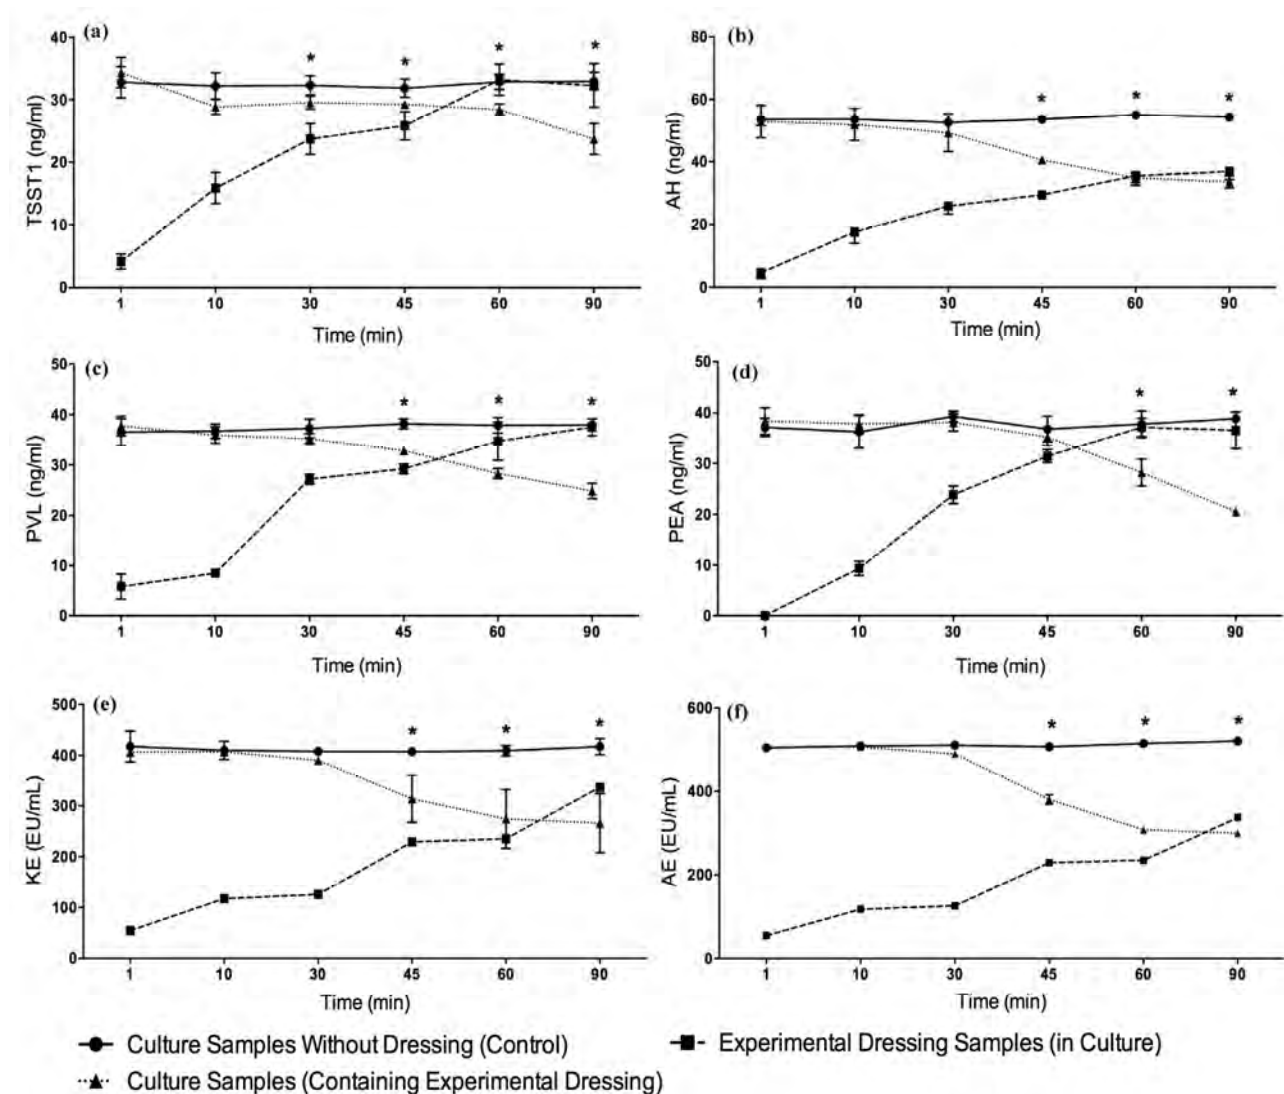 (a)
TSST1 (ng/ml)
40
30
20
10
0
* * * *
1 10 30 45 60 90
Time (min)
(b)
AH (ng/ml)
80
60
40
20
0
* * *
1 10 30 45 60 90
Time (min)
(c)
PVL (ng/ml)
50
40
30
20
10
0
* * *
1 10 30 45 60 90
Time (min)
(d)
PEA (ng/ml)
50
40
30
20
10
0
* *
1 10 30 45 60 90
Time (min)
(e)
KE (EU/mL)
500
400
300
200
100
0
* * *
1 10 30 45 60 90
Time (min)
(f)
AE (EU/mL)
600
400
200
0
* * *
1 10 30 45 60 90
Time (min)
Culture Samples Without Dressing (Control)
Experimental Dressing Samples (in Culture)
Culture Samples (Containing Experimental Dressing)